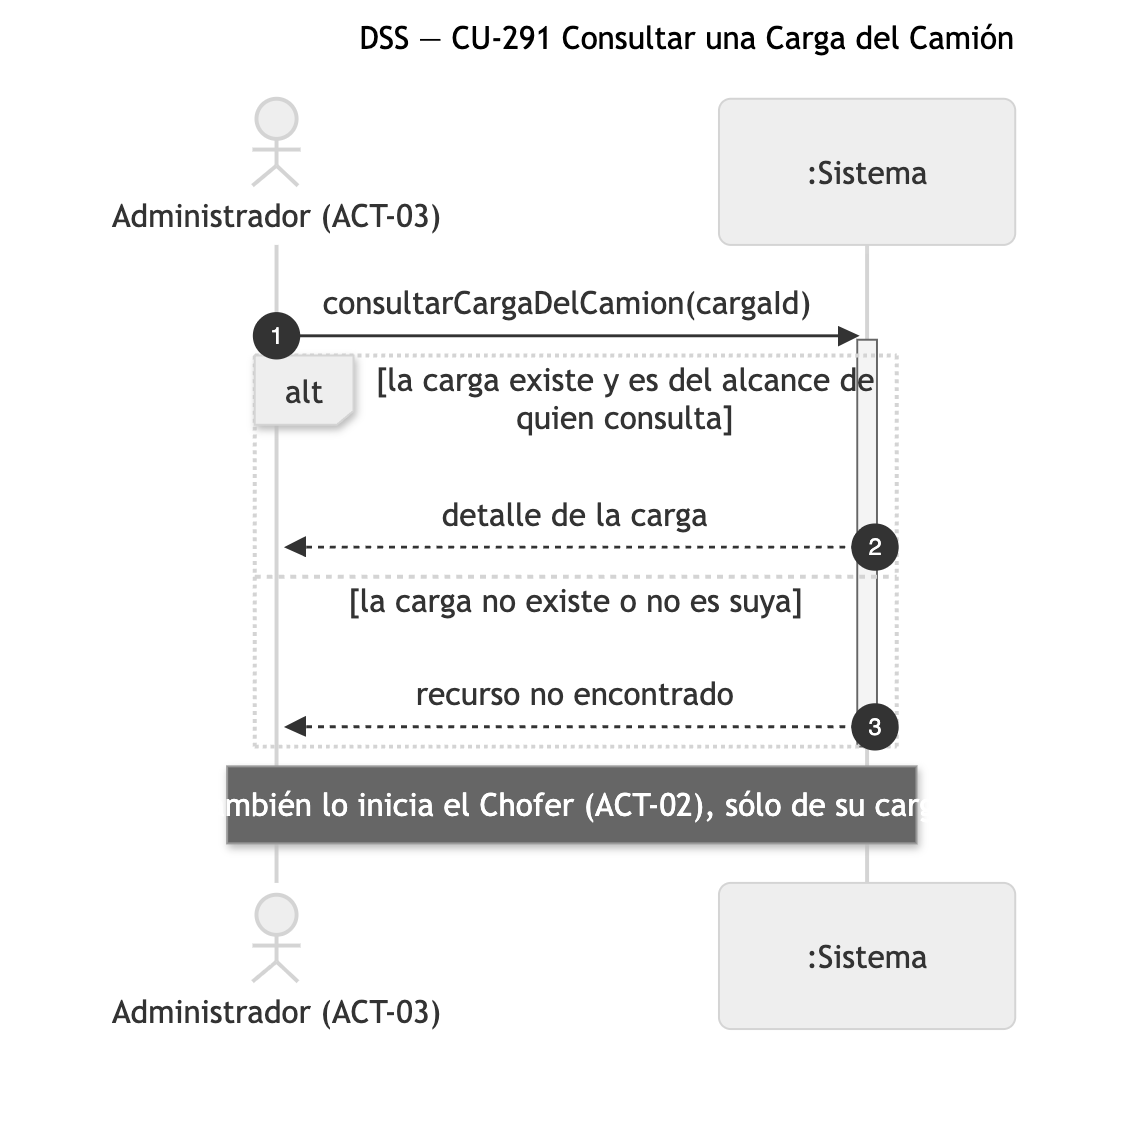 DSS — CU-291 Consultar una Carga del Camión
Administrador (ACT-03)
:Sistema
consultarCargaDelCamion(cargaId)
1
alt
[la carga existe y es del alcance de
quien consulta]
detalle de la carga
2
[la carga no existe o no es suya]
recurso no encontrado
3
lo inicia el Chofer (ACT-02), sólo de su
Administrador (ACT-03)
:Sistema